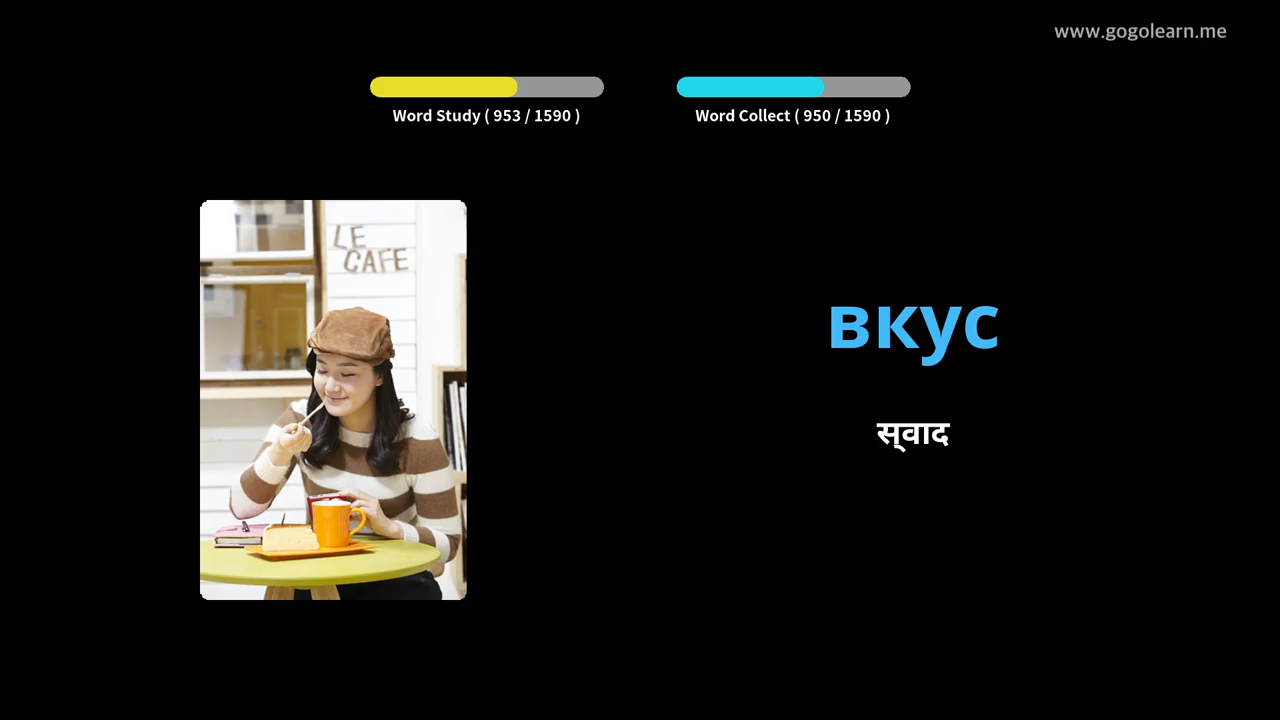 www.gogolearn.me
Word Study ( 953 / 1590 )
Word Collect ( 950 / 1590 )
LE
CAFE
вкус
स्वाद